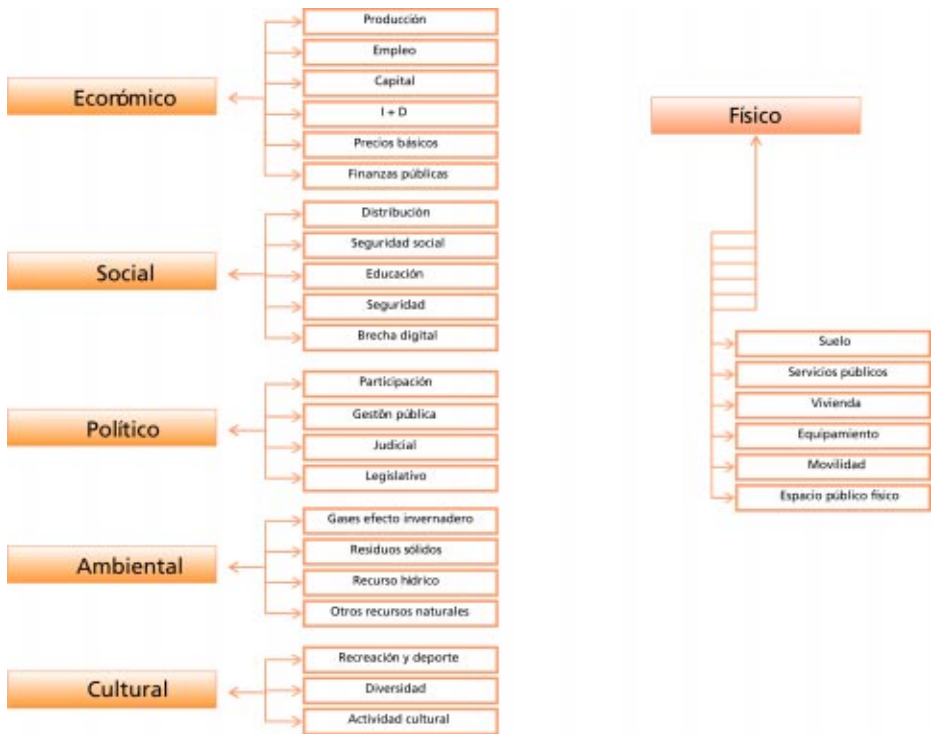 Económico
Producción
Empleo
Capital
I + D
Precios básicos
Finanzas públicas
Social
Distribución
Seguridad social
Educación
Seguridad
Brecha digital
Político
Participación
Gestõn pública
Judicial
Legislativo
Ambiental
Gases efecto invernadero
Residuos sólidos
Recurso hídrico
Otros recursos naturales
Cultural
Recreación y deporte
Diversidad
Actividad cultural
Físico
Suelo
Servicios públicos
Vivienda
Equipamiento
Movilidad
Espacio público físico